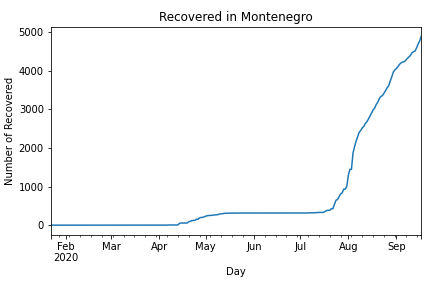 Recovered in Montenegro
Number of Recovered
5000
4000
3000
2000
1000
0
Feb Mar Apr May Jun Jul Aug Sep
2020
Day